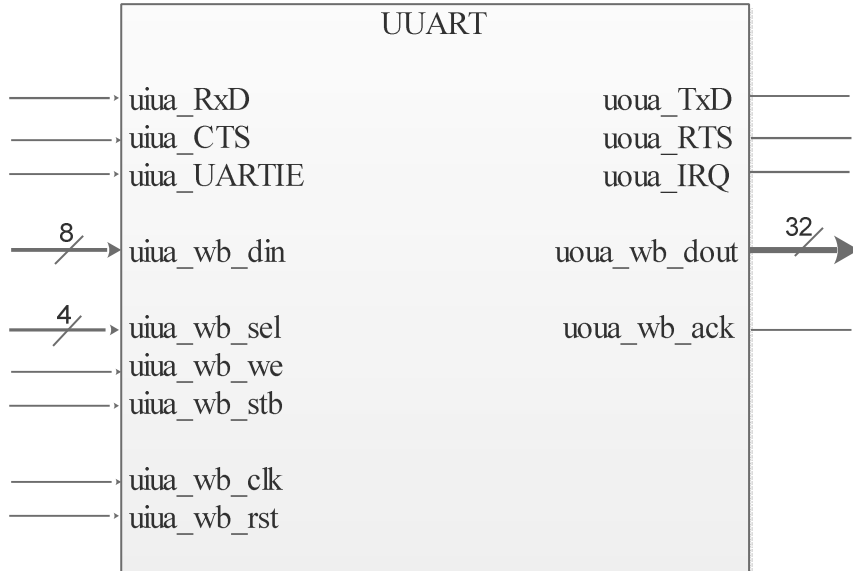 UUART
uiua_RxD uoua_TxD
uiua_CTS uoua_RTS
uiua_UARTIE uoua_IRQ
8 uiua_wb_din uoua_wb_dout 32
4 uiua_wb_sel uoua_wb_ack
uiua_wb_we
uiua_wb_stb
uiua_wb_clk
uiua_wb_rst